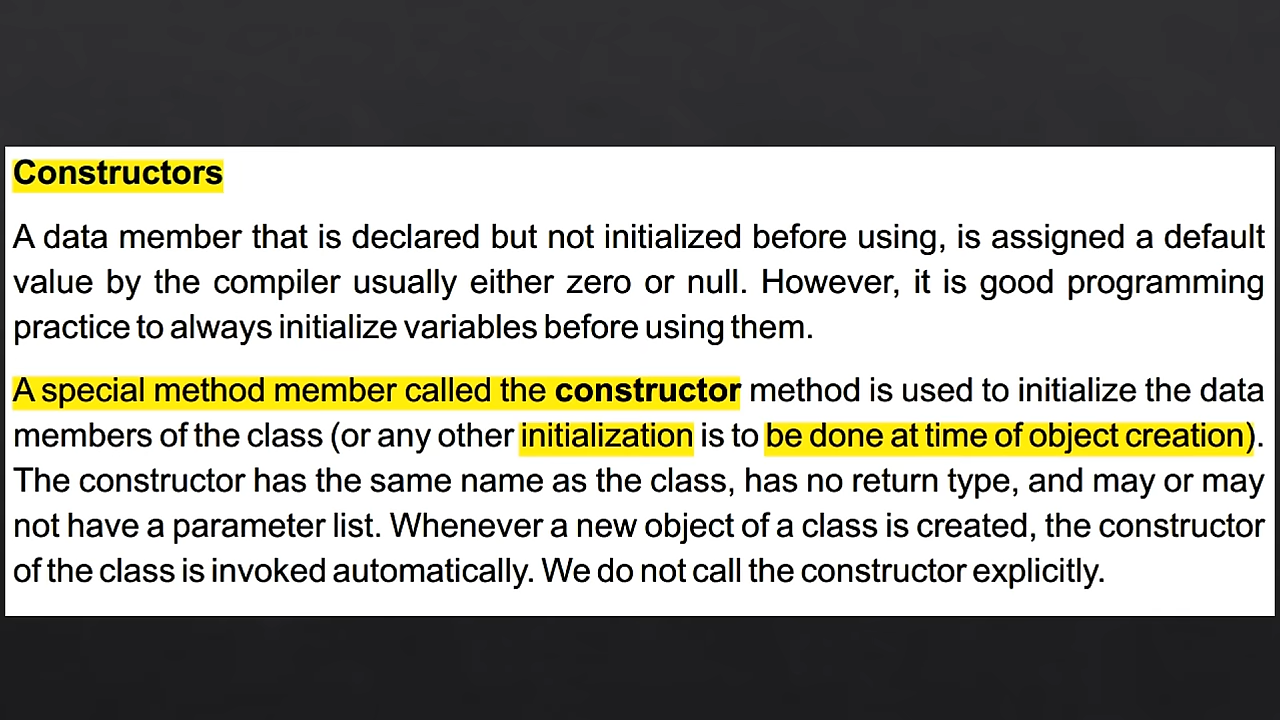 Constructors
A data member that is declared but not initialized before using, is assigned a default
value by the compiler usually either zero or null. However, it is good programming
practice to always initialize variables before using them.
A special method member called the constructor method is used to initialize the data
members of the class (or any other initialization is to be done at time of object creation).
The constructor has the same name as the class, has no return type, and may or may
not have a parameter list. Whenever a new object of a class is created, the constructor
of the class is invoked automatically. We do not call the constructor explicitly.